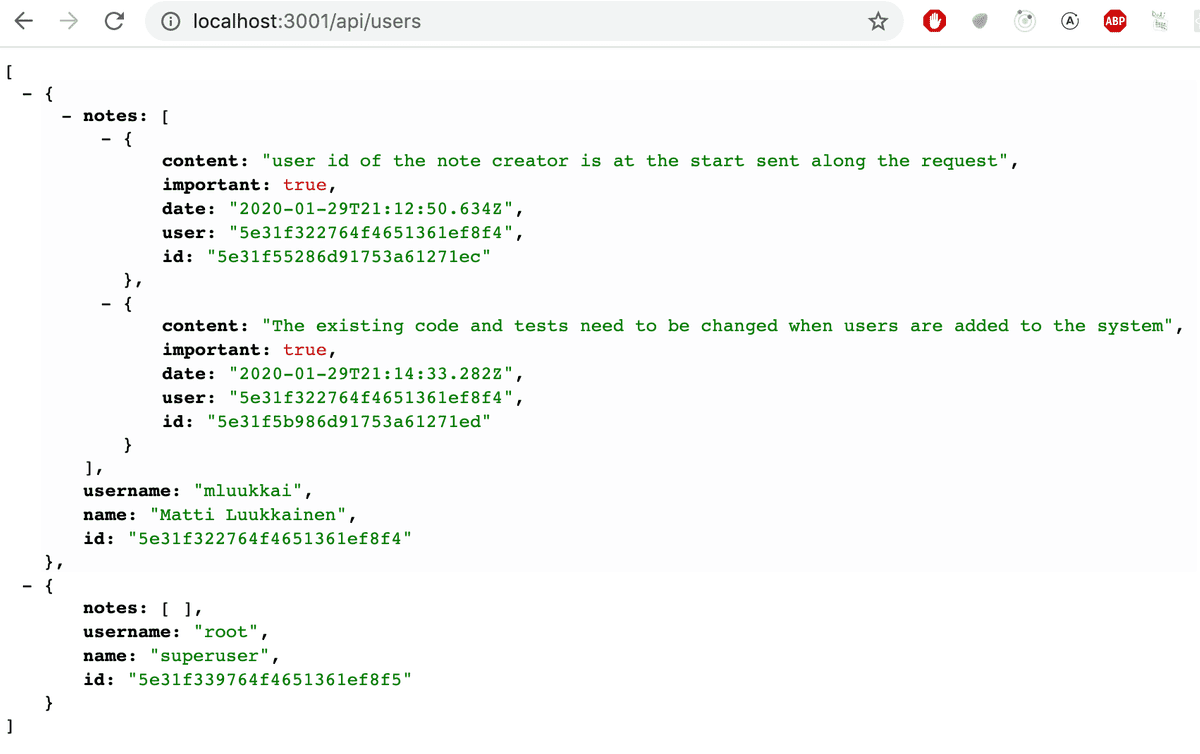 localhost:3001/api/users
ABP
[
- {
- notes: [
- {
content: "user id of the note creator is at the start sent along the request",
important: true,
date: "2020-01-29T21:12:50.634Z",
user: "5e31f322764f4651361ef8f4",
id: "5e31f55286d91753a61271ec"
},
- {
content: "The existing code and tests need to be changed when users are added to the system",
important: true,
date: "2020-01-29T21:14:33.282Z",
user: "5e31f322764f4651361ef8f4",
id: "5e31f5b986d91753a61271ed"
}
],
username: "mluukkai",
name: "Matti Luukkainen",
id: "5e31f322764f4651361ef8f4"
},
- {
notes: [ ],
username: "root",
name: "superuser",
id: "5e31f339764f4651361ef8f5"
}
]